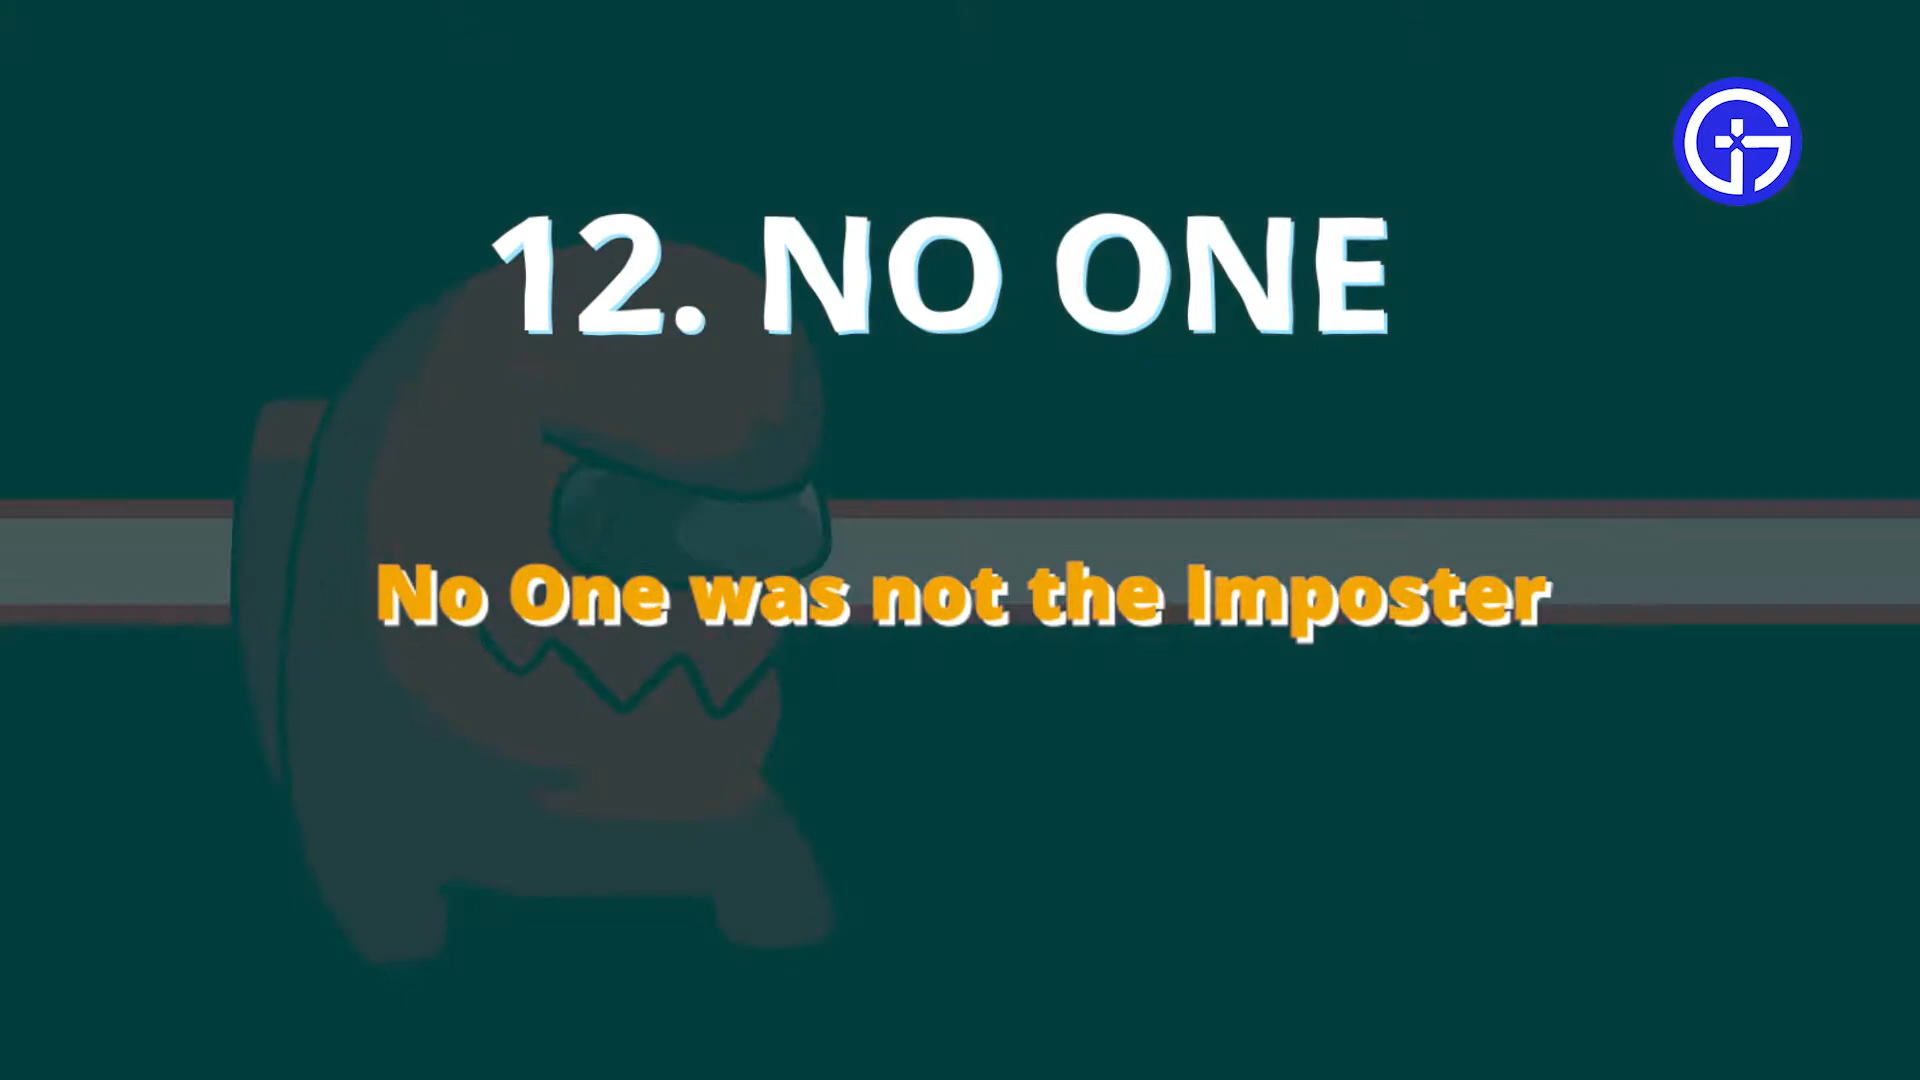 12. NO ONE
No One was not the Imposter